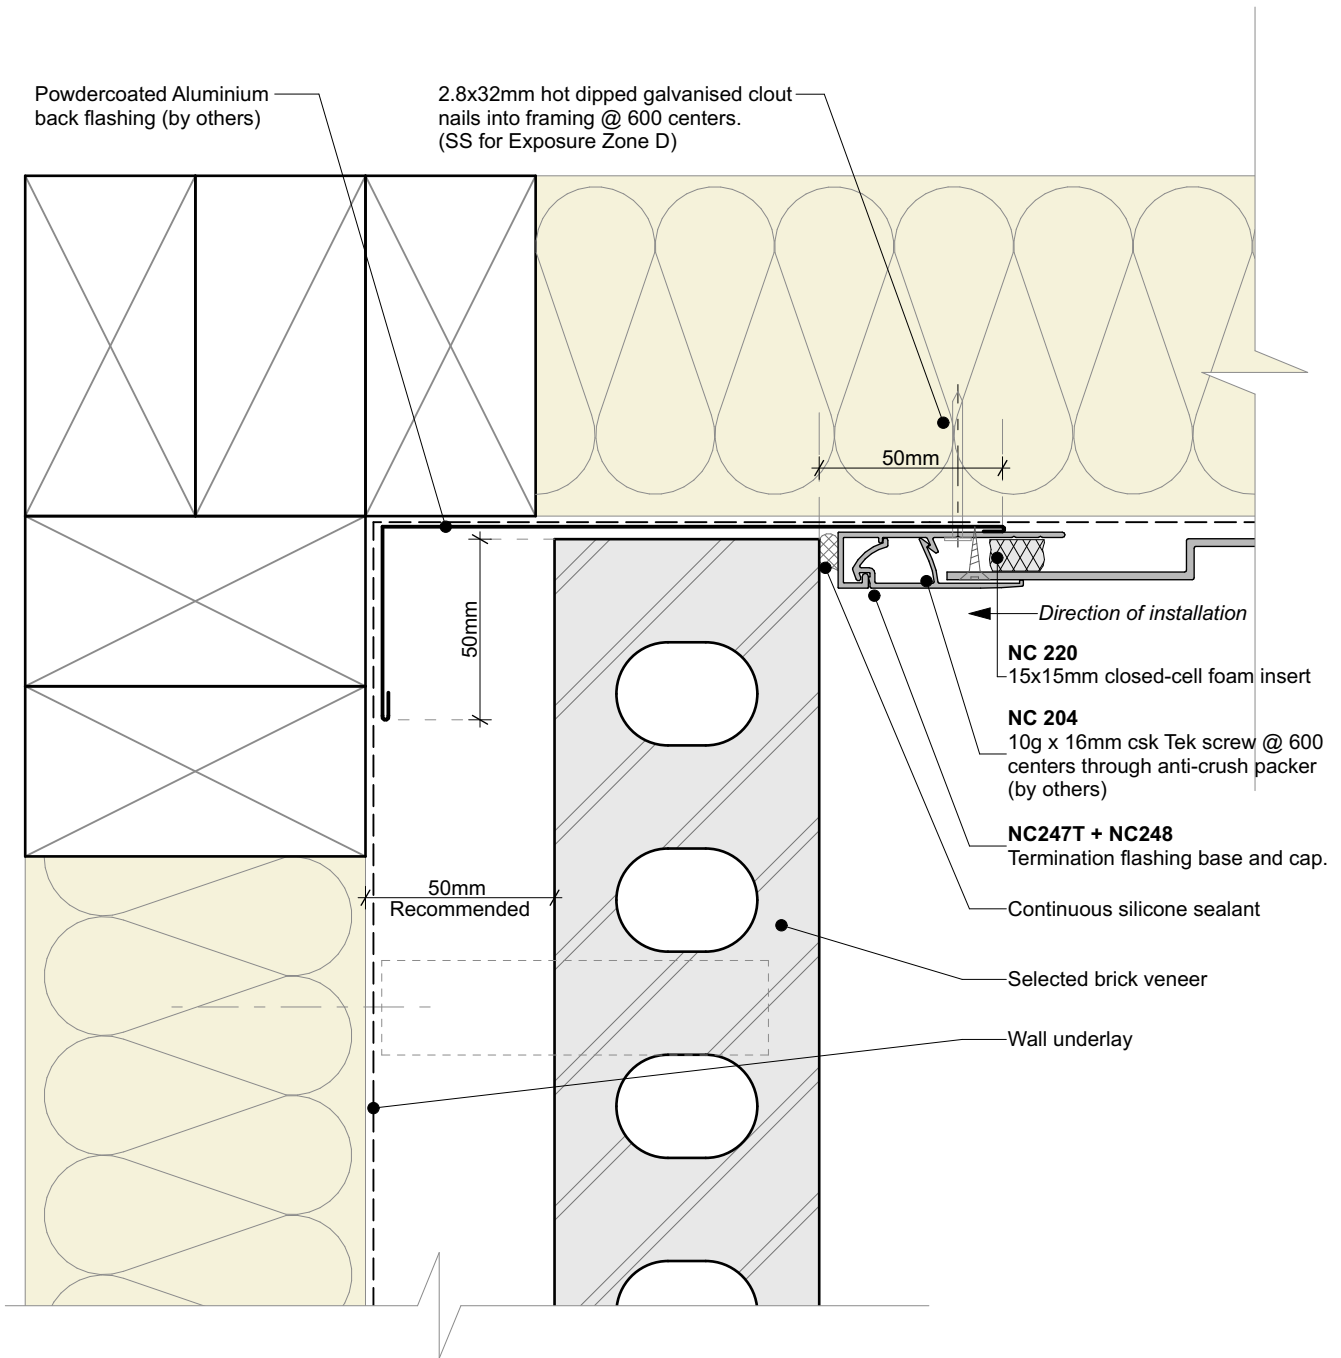 Powdercoated Aluminium
back flashing (by others)
2.8x32mm hot dipped galvanised clout
nails into framing @ 600 centers.
(SS for Exposure Zone D)
50mm
50mm
Direction of installation
NC 220
15x15mm closed-cell foam insert
NC 204
10g x 16mm csk Tek screw @ 600
centers through anti-crush packer
(by others)
NC247T + NC248
Termination flashing base and cap.
50mm
Recommended
Continuous silicone sealant
Selected brick veneer
Wall underlay